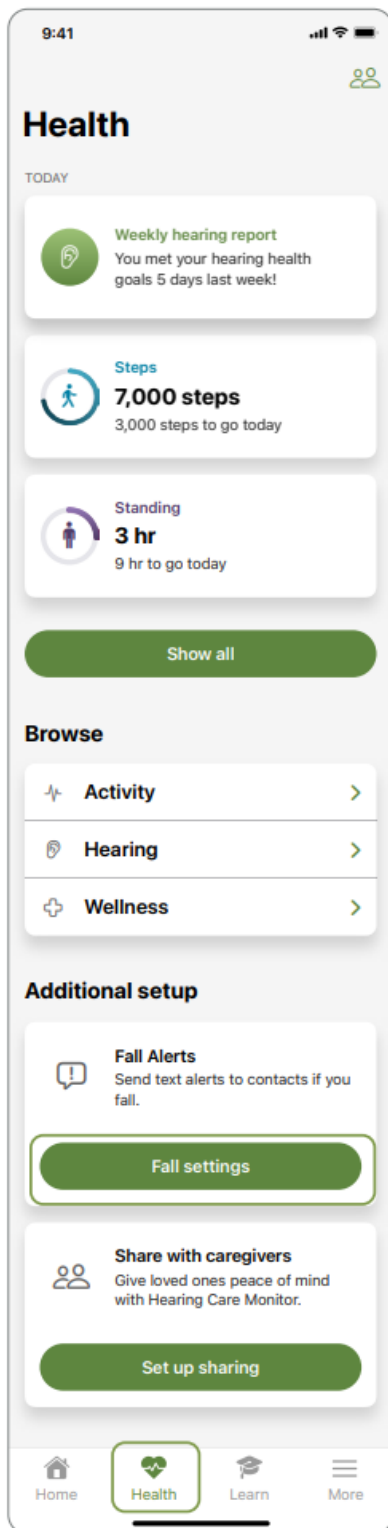 9:41
Health
TODAY
Weekly hearing report
You met your hearing health
goals 5 days last week!
Steps
7,000 steps
3,000 steps to go today
Standing
3 hr
9 hr to go today
Show all
Browse
Activity
Hearing
Wellness
Additional setup
Fall Alerts
Send text alerts to contacts if you
fall.
Fall settings
Share with caregivers
Give loved ones peace of mind
with Hearing Care Monitor.
Set up sharing
Home Health Learn More